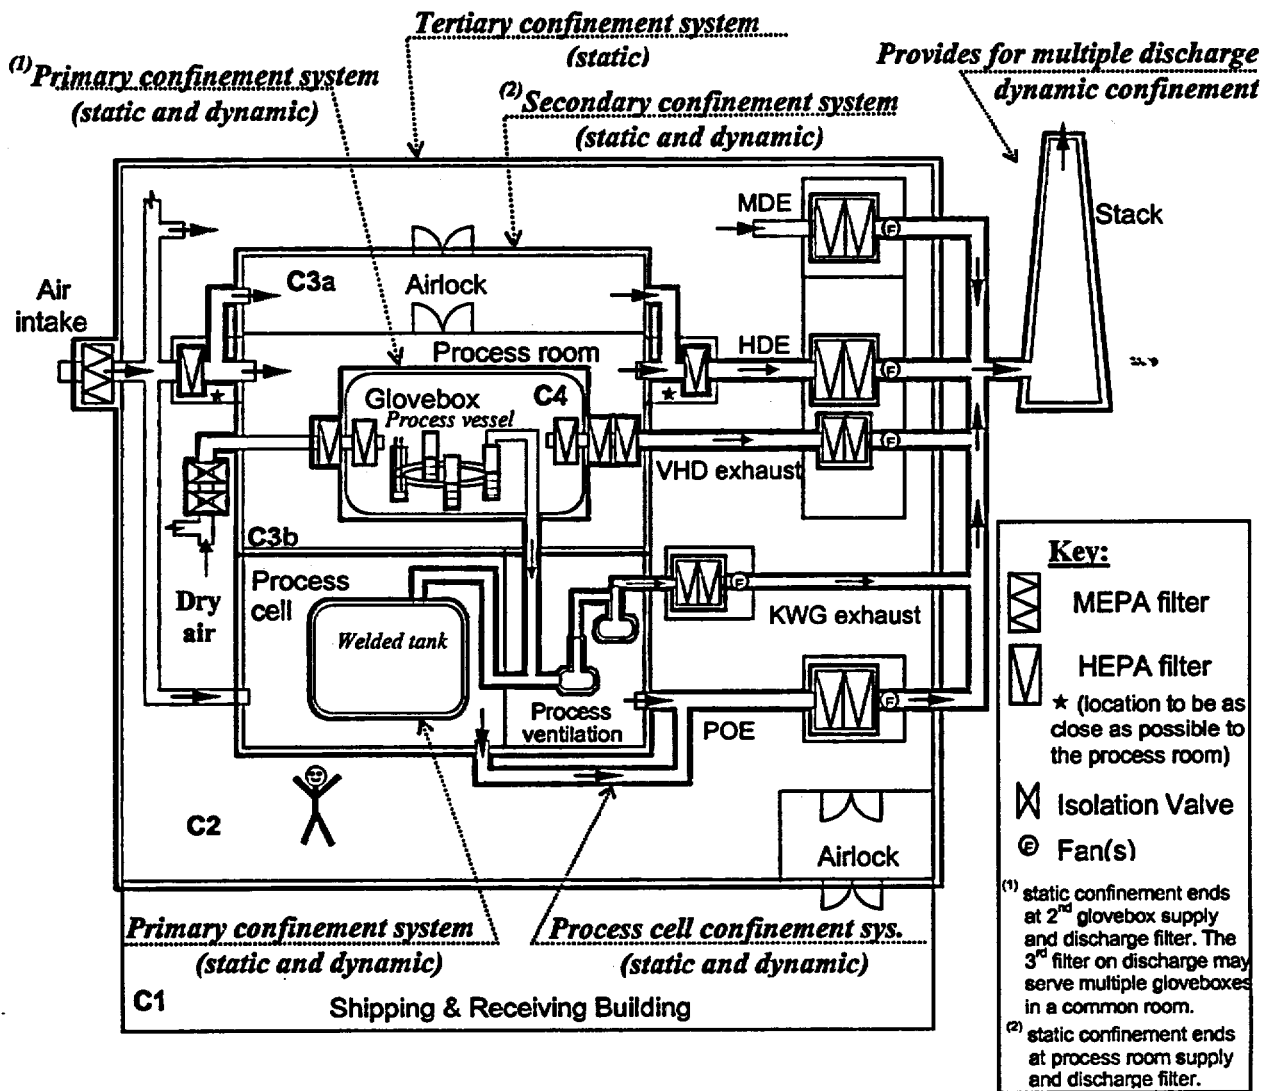 Tertiary confinement system
(static)
(1) Primary confinement system
(static and dynamic)
(2) Secondary confinement system
(static and dynamic)
Provides for multiple discharge
dynamic confinement
MDE
F
Stack
C3a
Airlock
Air
intake
Process room
HDE
F
★
★
Glovebox
C4
Process vessel
F
VHD exhaust
C3b
Process
cell
Dry
air
Welded tank
F
KWG exhaust
Process
ventilation
POE
F
C2
Airlock
Primary confinement system
(static and dynamic)
Process cell confinement sys.
(static and dynamic)
C1
Shipping & Receiving Building
Key:
MEPA filter
HEPA filter
★ (location to be as
close as possible to
the process room)
Isolation Valve
F Fan(s)
(1) static confinement ends
at 2nd glovebox supply
and discharge filter. The
3rd filter on discharge may
serve multiple gloveboxes
in a common room.
(2) static confinement ends
at process room supply
and discharge filter.